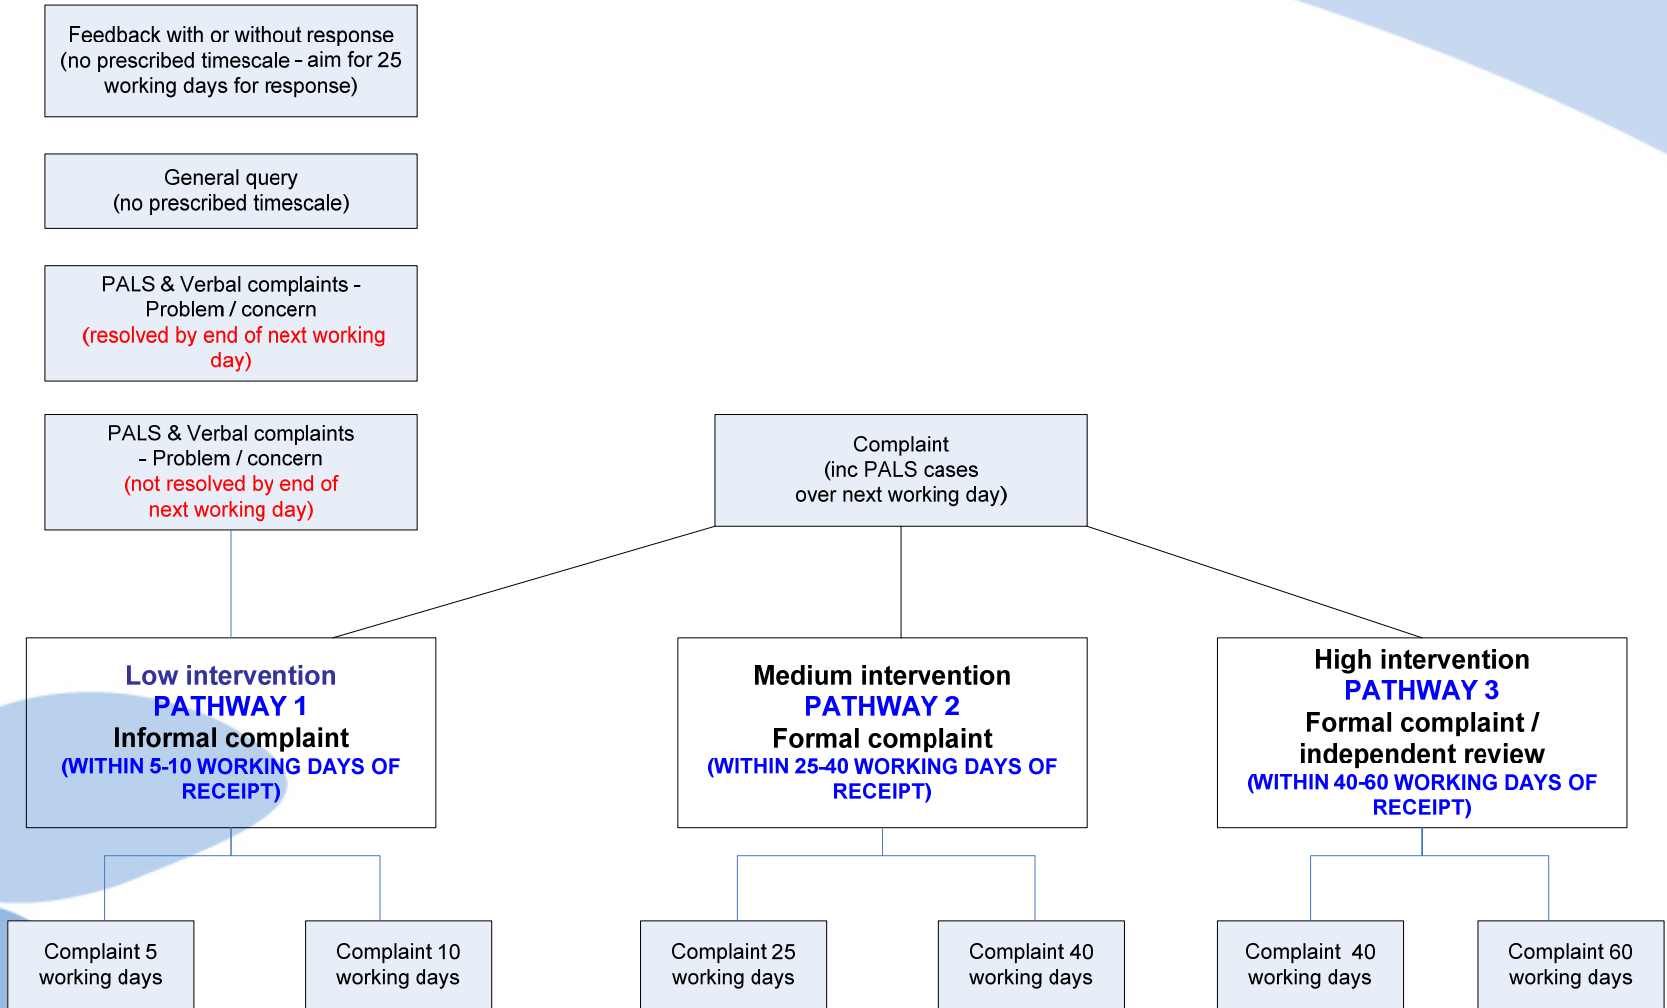 Feedback with or without response
(no prescribed timescale - aim for 25
working days for response)
General query
(no prescribed timescale)
PALS & Verbal complaints -
Problem / concern
(resolved by end of next working
day)
PALS & Verbal complaints
- Problem / concern
(not resolved by end of
next working day)
Complaint
(inc PALS cases
over next working day)
Low intervention
PATHWAY 1
Informal complaint
(WITHIN 5-10 WORKING DAYS OF
RECEIPT)
Medium intervention
PATHWAY 2
Formal complaint
(WITHIN 25-40 WORKING DAYS OF
RECEIPT)
High intervention
PATHWAY 3
Formal complaint /
independent review
(WITHIN 40-60 WORKING DAYS OF
RECEIPT)
Complaint 5
working days
Complaint 10
working days
Complaint 25
working days
Complaint 40
working days
Complaint 40
working days
Complaint 60
working days